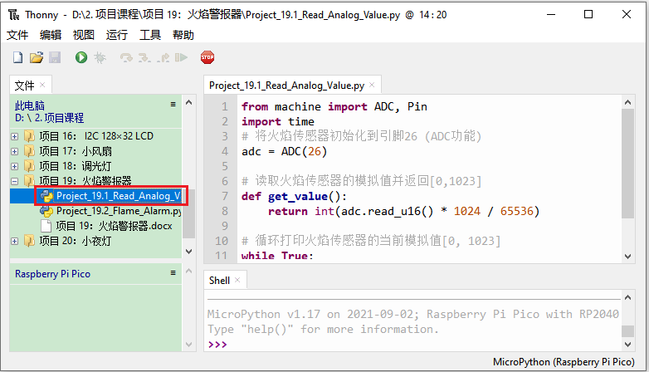 Thonny - D:\2. 项目课程\项目 19：火焰警报器\Project_19.1_Read_Analog_Value.py @ 14 : 20
文件 编辑 视图 运行 工具 帮助
STOP
文件
此电脑
D: \ 2. 项目课程
项目 16： I2C 128×32 LCD
项目 17：小风扇
项目 18：调光灯
项目 19：火焰警报器
Project_19.1_Read_Analog_V
Project_19.2_Flame_Alarm.py
项目 19：火焰警报器.docx
项目 20：小夜灯
Raspberry Pi Pico
Project_19.1_Read_Analog_Value.py
1 from machine import ADC, Pin
2 import time
3 # 将火焰传感器初始化到引脚26 (ADC功能)
4 adc = ADC(26)
5
6 # 读取火焰传感器的模拟值并返回[0,1023]
7 def get_value():
8 return int(adc.read_u16() * 1024 / 65536)
9
10 # 循环打印火焰传感器的当前模拟值[0, 1023]
11 while True:
Shell
MicroPython v1.17 on 2021-09-02; Raspberry Pi Pico with RP2040
Type "help()" for more information.
>>>
MicroPython (Raspberry Pi Pico)